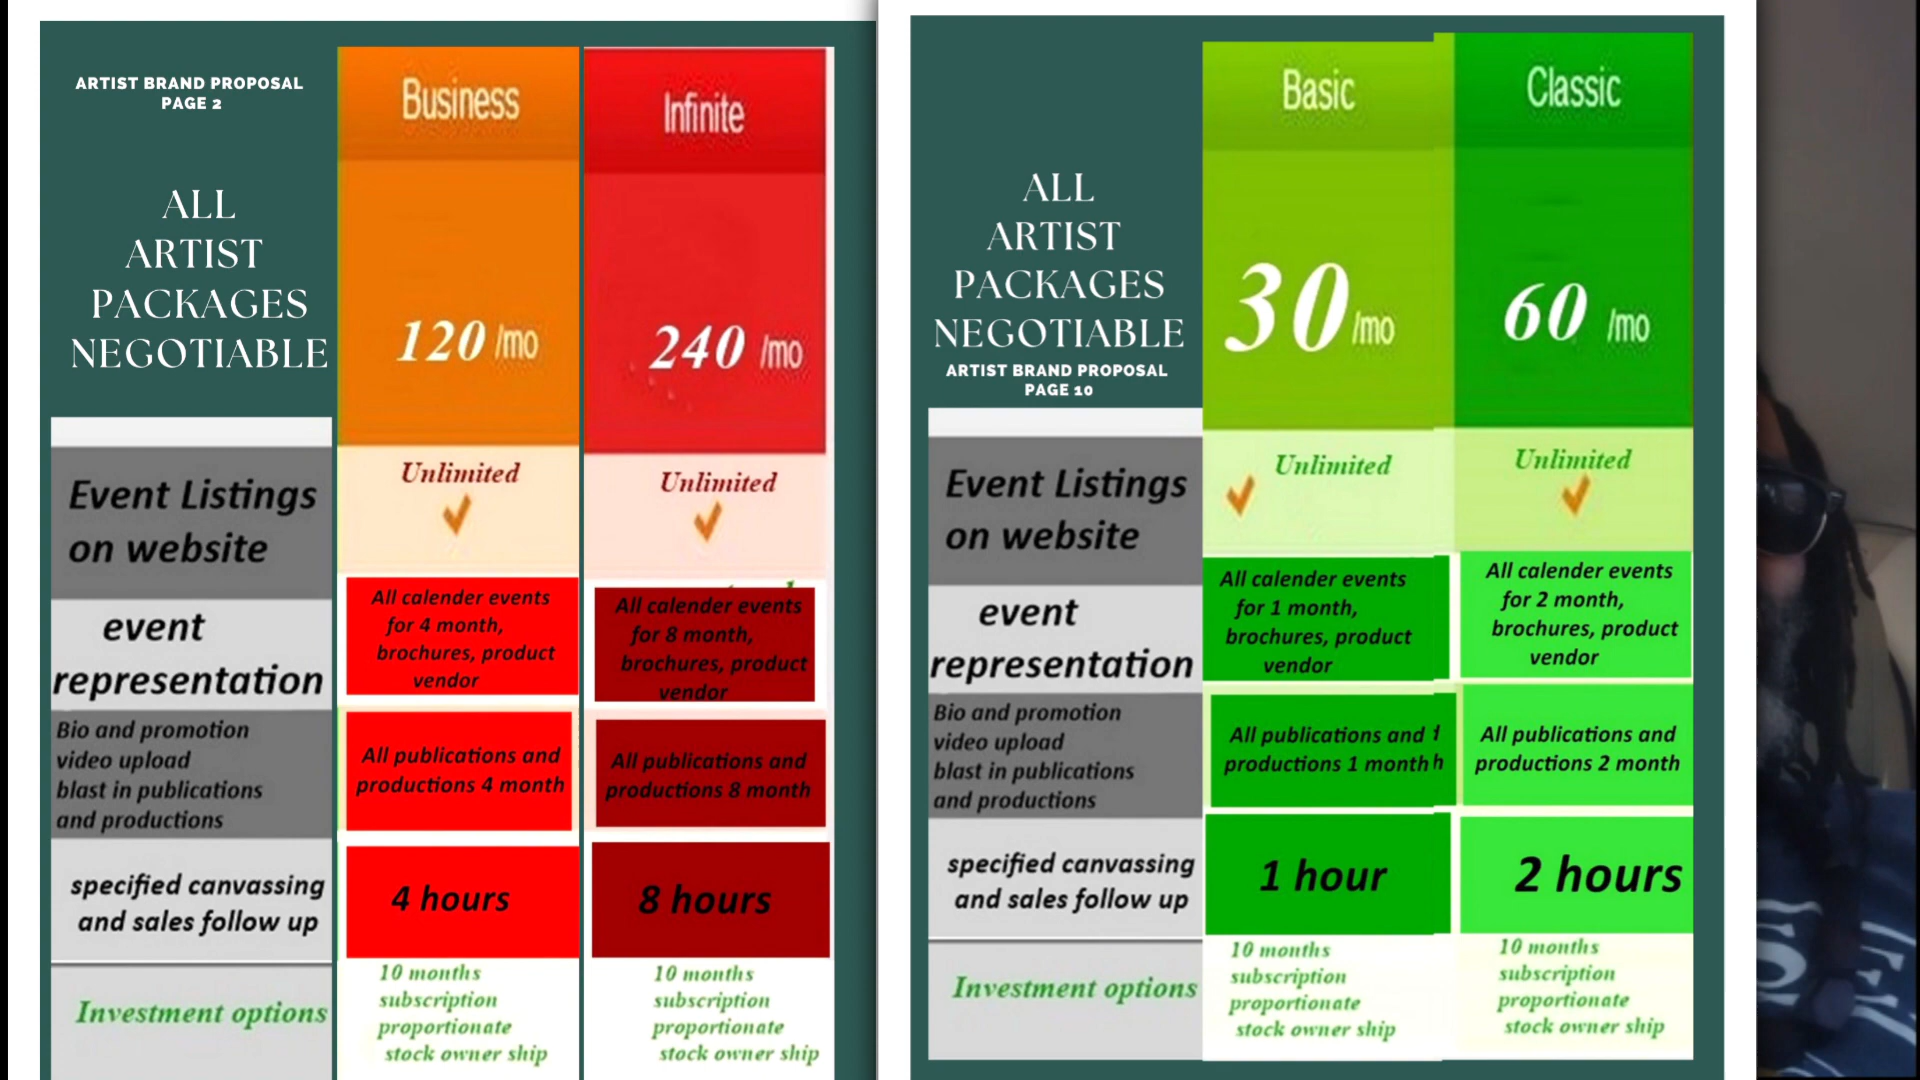 ARTIST BRAND PROPOSAL
PAGE 2
ALL
ARTIST
PACKAGES
NEGOTIABLE
Business
120 /mo
Infinite
240 /mo
Event Listings
on website
Unlimited
Unlimited
event
representation
All calender events
for 4 month,
brochures, product
vendor
All calender events
for 8 month,
brochures, product
vendor
Bio and promotion
video upload
blast in publications
and productions
All publications and
productions 4 month
All publications and
productions 8 month
specified canvassing
and sales follow up
4 hours
8 hours
Investment options
10 months
subscription
proportionate
stock owner ship
10 months
subscription
proportionate
stock owner ship
ALL
ARTIST
PACKAGES
NEGOTIABLE
ARTIST BRAND PROPOSAL
PAGE 10
Basic
30 /mo
Classic
60 /mo
Event Listings
on website
Unlimited
Unlimited
event
representation
All calender events
for 1 month,
brochures, product
vendor
All calender events
for 2 month,
brochures, product
vendor
Bio and promotion
video upload
blast in publications
and productions
All publications and
productions 1 month h
All publications and
productions 2 month
specified canvassing
and sales follow up
1 hour
2 hours
Investment options
10 months
subscription
proportionate
stock owner ship
10 months
subscription
proportionate
stock owner ship